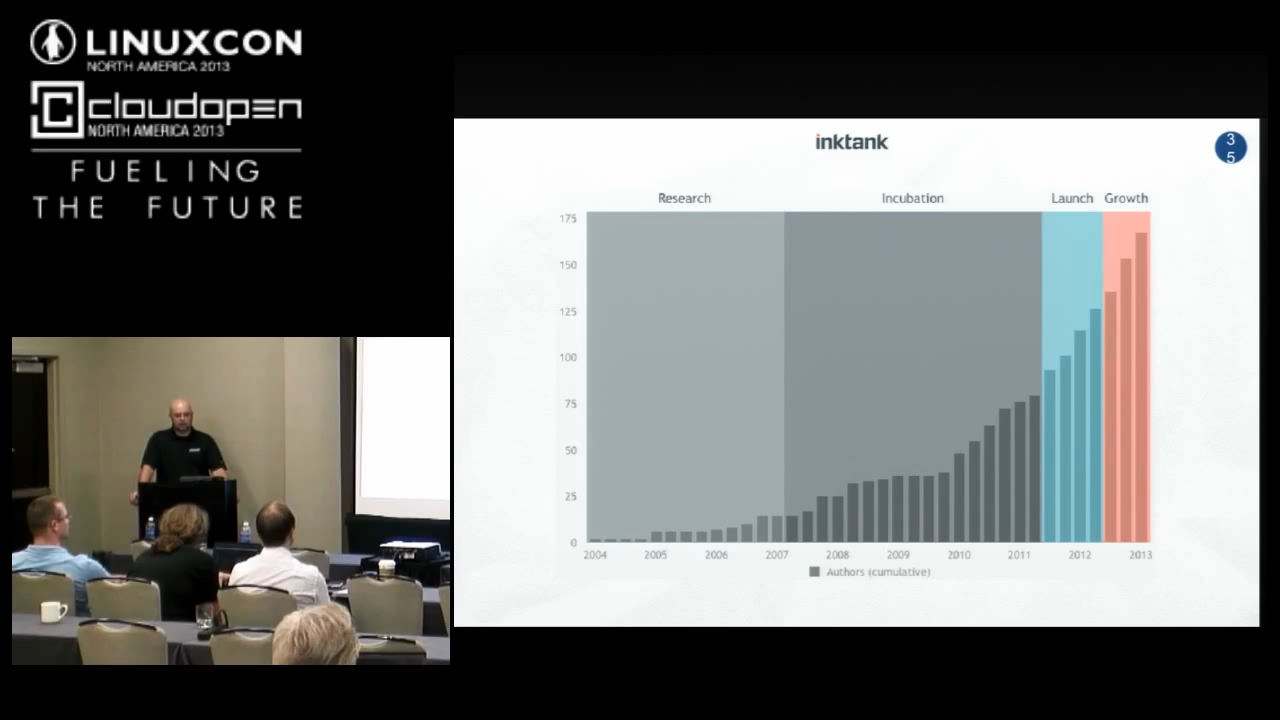 LINUXCON
NORTH AMERICA 2013
cloudopen
NORTH AMERICA 2013
FUELING
THE FUTURE
inktank
3
5
Research Incubation Launch Growth
175
150
125
100
75
50
25
0
2004 2005 2006 2007 2008 2009 2010 2011 2012 2013
Authors (cumulative)